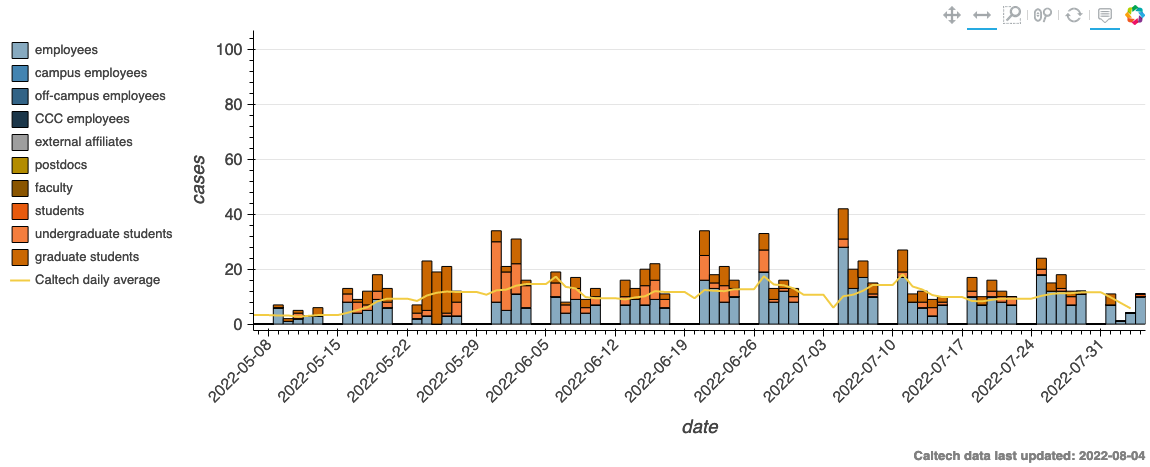 employees
campus employees
off-campus employees
CCC employees
external affiliates
postdocs
faculty
students
undergraduate students
graduate students
Caltech daily average
cases
100
80
60
40
20
0
2022-05-08
2022-05-15
2022-05-22
2022-05-29
2022-06-05
2022-06-12
2022-06-19
2022-06-26
2022-07-03
2022-07-10
2022-07-17
2022-07-24
2022-07-31
date
Caltech data last updated: 2022-08-04